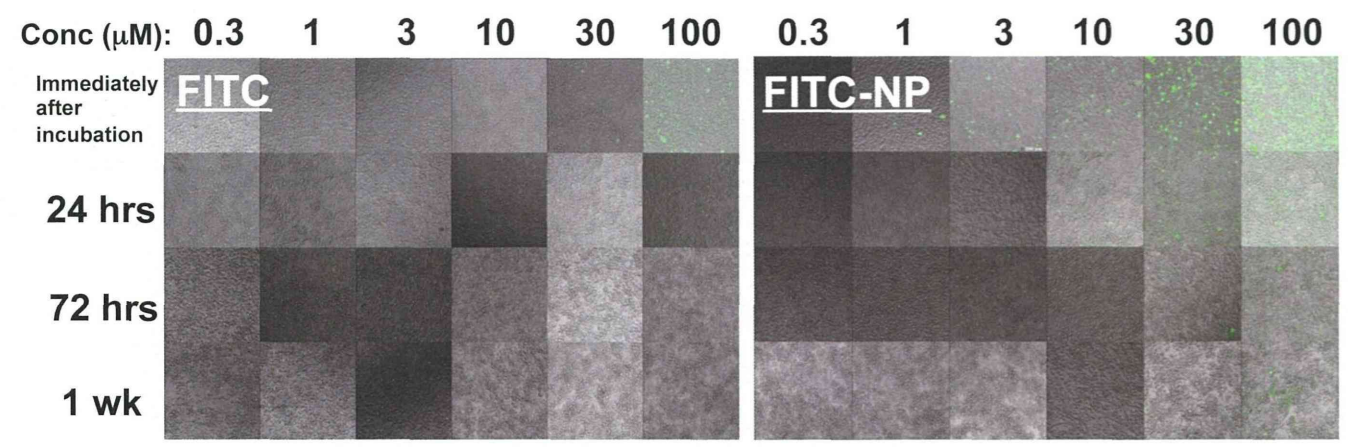 Conc (μM): 0.3 1 3 10 30 100 0.3 1 3 10 30 100
Immediately
after
incubation
FITC
FITC-NP
24 hrs
72 hrs
1 wk